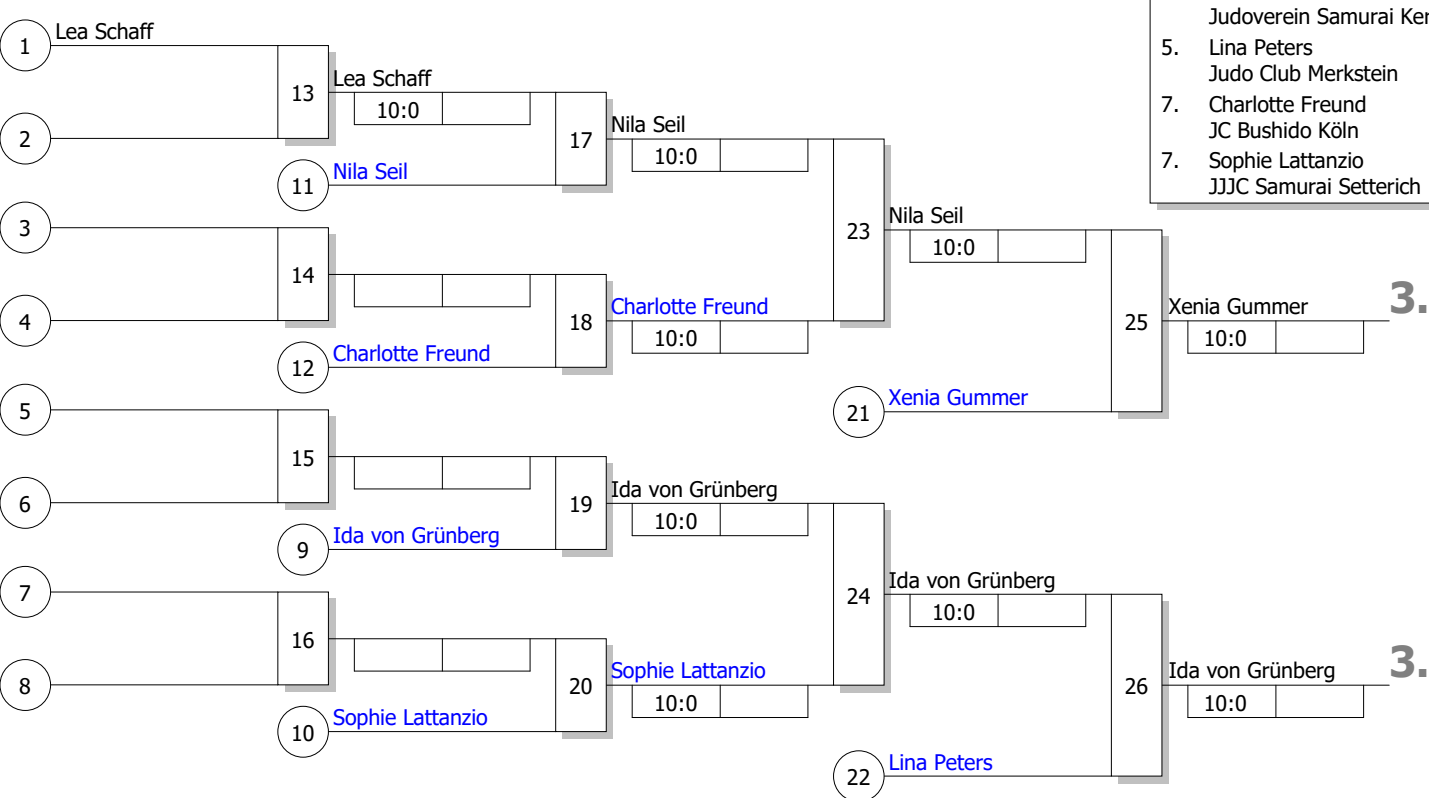 Judoverein Samurai Ker
5. Lina Peters
Judo Club Merkstein
7. Charlotte Freund
JC Bushido Köln
7. Sophie Lattanzio
JJJC Samurai Setterich
1 Lea Schaff
2
13 Lea Schaff
10:0
11 Nila Seil
17 Nila Seil
10:0
3
4
14
12 Charlotte Freund
18 Charlotte Freund
10:0
23 Nila Seil
10:0
21 Xenia Gummer
25 Xenia Gummer 3.
10:0
5
6
15
9 Ida von Grünberg
19 Ida von Grünberg
10:0
7
8
16
10 Sophie Lattanzio
20 Sophie Lattanzio
10:0
24 Ida von Grünberg
10:0
22 Lina Peters
26 Ida von Grünberg 3.
10:0